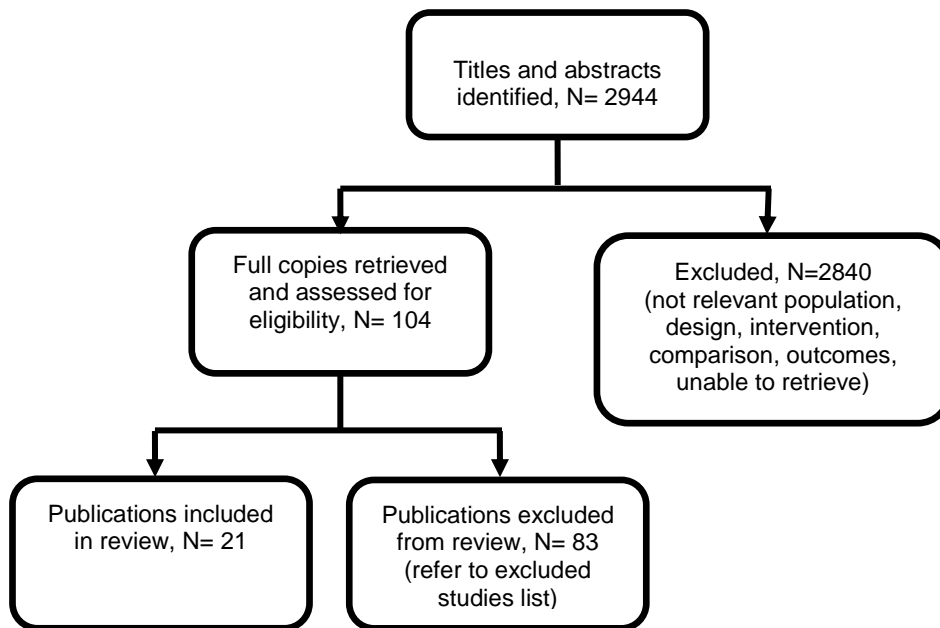 Titles and abstracts
identified, N= 2944
Full copies retrieved
and assessed for
eligibility, N= 104
Excluded, N=2840
(not relevant population,
design, intervention,
comparison, outcomes,
unable to retrieve)
Publications included
in review, N= 21
Publications excluded
from review, N= 83
(refer to excluded
studies list)